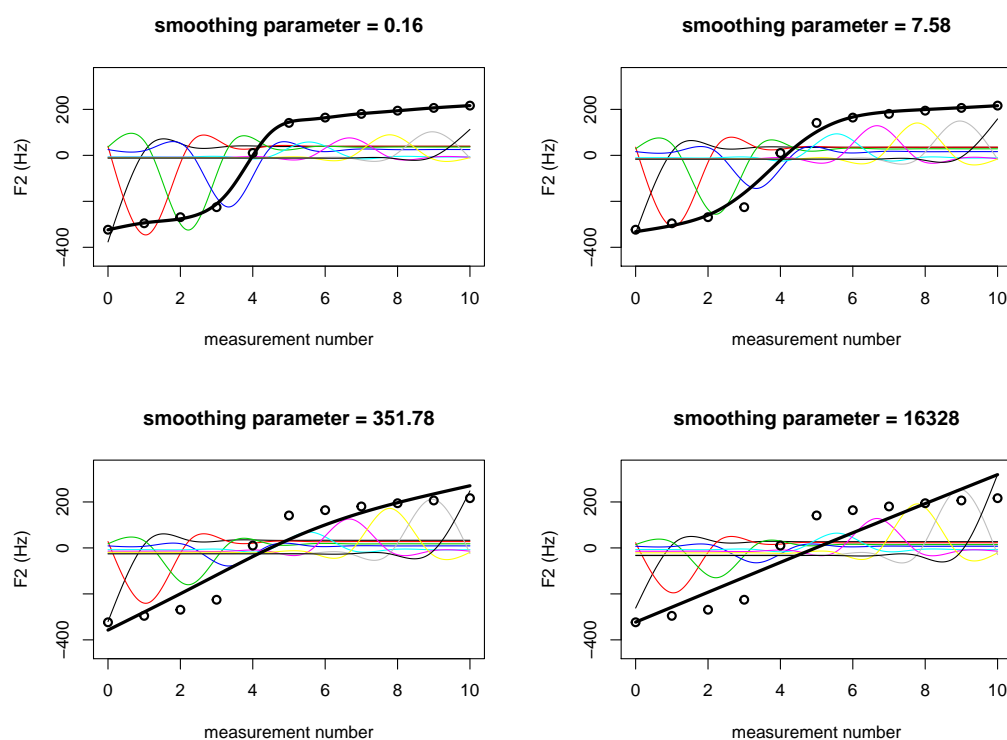 smoothing parameter = 0.16
F2 (Hz)
200
0
−400
0 2 4 6 8 10
measurement number
smoothing parameter = 7.58
F2 (Hz)
200
0
−400
0 2 4 6 8 10
measurement number
smoothing parameter = 351.78
F2 (Hz)
200
0
−400
0 2 4 6 8 10
measurement number
smoothing parameter = 16328
F2 (Hz)
200
0
−400
0 2 4 6 8 10
measurement number